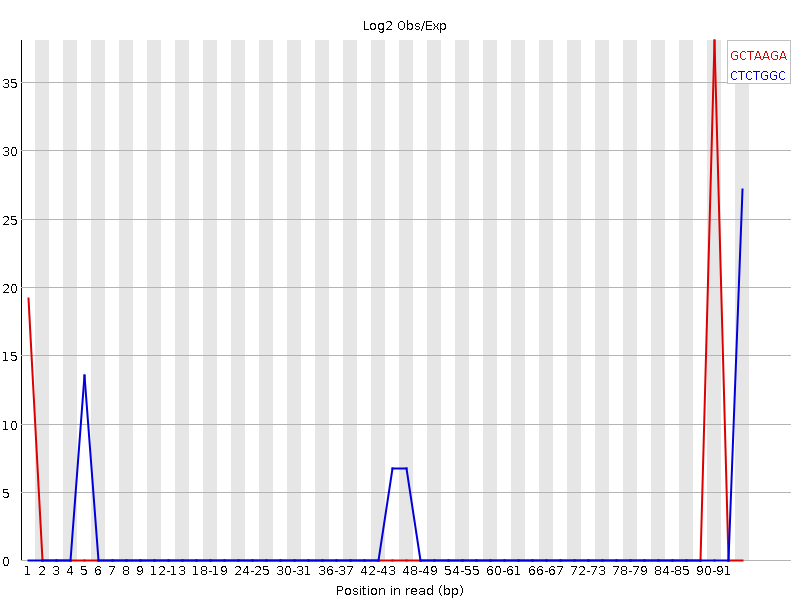 Log2 Obs/Exp
GCTAAGA
CTCTGGC
35
30
25
20
15
10
5
0
1 2 3 4 5 6 7 8 9 12-13 18-19 24-25 30-31 36-37 42-43 48-49 54-55 60-61 66-67 72-73 78-79 84-85 90-91
Position in read (bp)